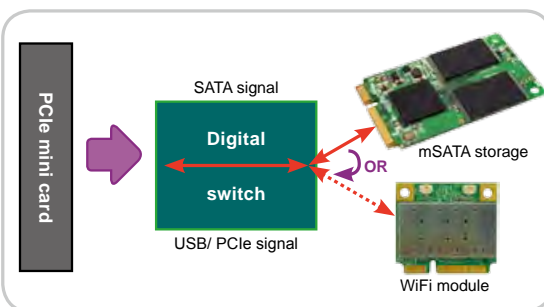 PCIe mini card
SATA signal
Digital
switch
USB/ PCIe signal
OR
mSATA storage
WiFi module